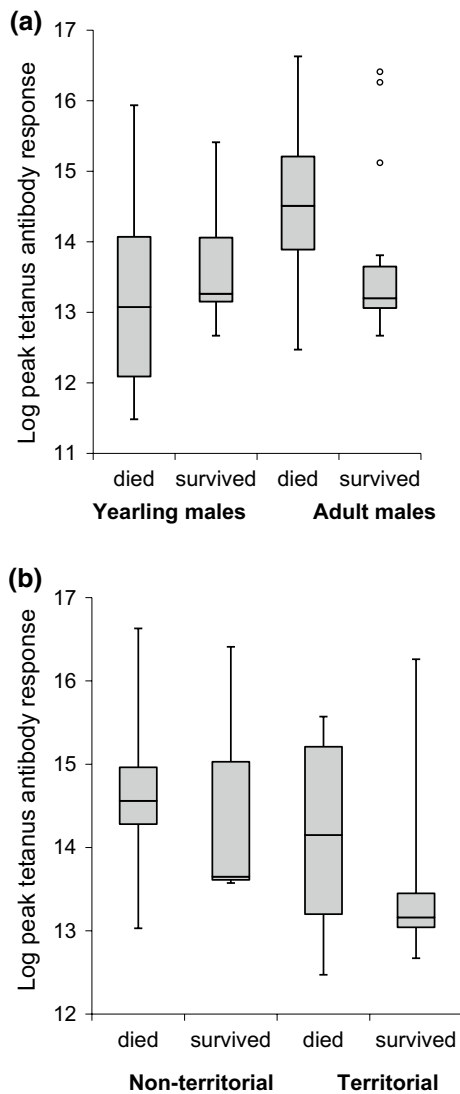 (a)
Log peak tetanus antibody response
17
16
15
14
13
12
11
died survived died survived
Yearling males Adult males
(b)
Log peak tetanus antibody response
17
16
15
14
13
12
died survived died survived
Non-territorial Territorial